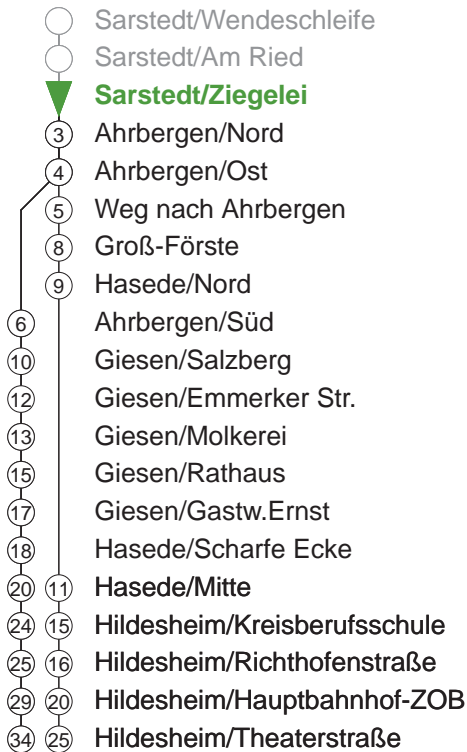 Sarstedt/Wendeschleife
Sarstedt/Am Ried
Sarstedt/Ziegelei
3 Ahrbergen/Nord
4 Ahrbergen/Ost
5 Weg nach Ahrbergen
8 Groß-Förste
9 Hasede/Nord
6 Ahrbergen/Süd
10 Giesen/Salzberg
12 Giesen/Emmerker Str.
13 Giesen/Molkerei
15 Giesen/Rathaus
17 Giesen/Gastw.Ernst
18 Hasede/Scharfe Ecke
20 11 Hasede/Mitte
24 15 Hildesheim/Kreisberufsschule
25 16 Hildesheim/Richthofenstraße
29 20 Hildesheim/Hauptbahnhof-ZOB
34 25 Hildesheim/Theaterstraße